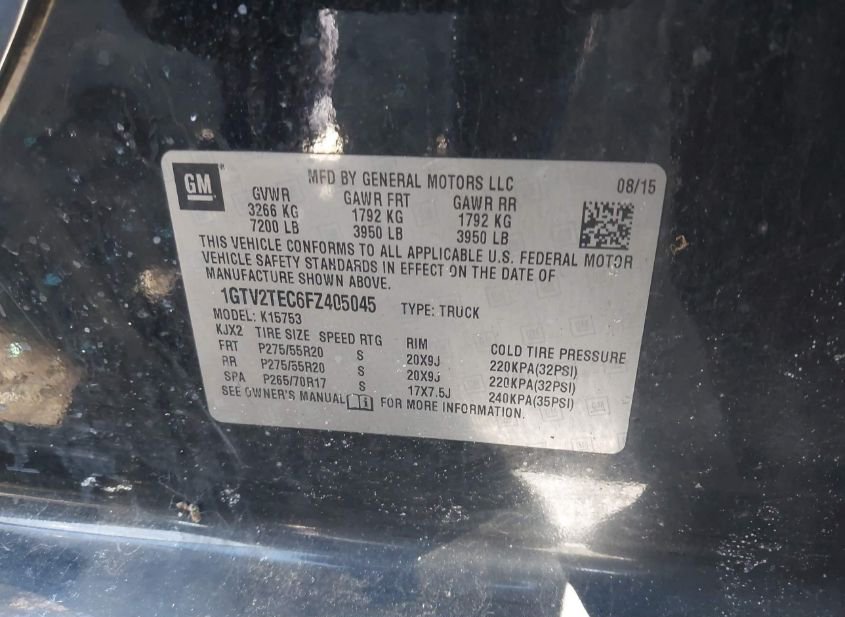 GM
MFD BY GENERAL MOTORS LLC 08/15
GVWR GAWR FRT GAWR RR
3266 KG 1792 KG 1792 KG
7200 LB 3950 LB 3950 LB
THIS VEHICLE CONFORMS TO ALL APPLICABLE U.S. FEDERAL MOTOR
VEHICLE SAFETY STANDARDS IN EFFECT ON THE DATE OF
MANUFACTURE SHOWN ABOVE.
1GTV2TEC6FZ405045 TYPE: TRUCK
MODEL: K15753
KJX2 TIRE SIZE SPEED RTG RIM COLD TIRE PRESSURE
FRT P275/55R20 S 20X9J 220KPA(32PSI)
RR P275/55R20 S 20X9J 220KPA(32PSI)
SPA P265/70R17 S 17X7.5J 240KPA(35PSI)
SEE OWNER'S MANUAL FOR MORE INFORMATION.